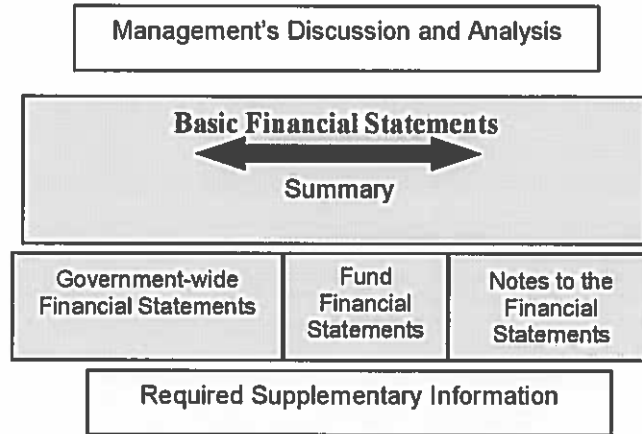 Management's Discussion and Analysis
Basic Financial Statements
Summary
Government-wide
Financial Statements
Fund
Financial
Statements
Notes to the
Financial
Statements
Required Supplementary Information